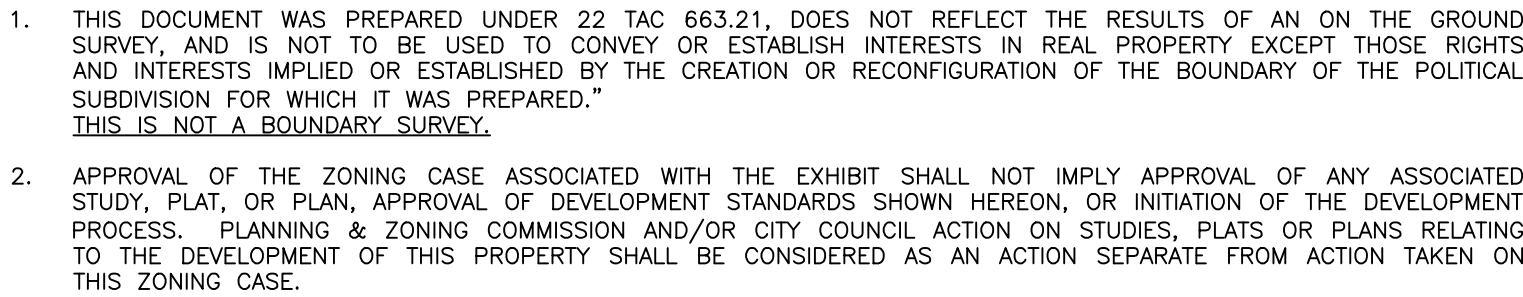 1. THIS DOCUMENT WAS PREPARED UNDER 22 TAC 663.21, DOES NOT REFLECT THE RESULTS OF AN ON THE GROUND
SURVEY, AND IS NOT TO BE USED TO CONVEY OR ESTABLISH INTERESTS IN REAL PROPERTY EXCEPT THOSE RIGHTS
AND INTERESTS IMPLIED OR ESTABLISHED BY THE CREATION OR RECONFIGURATION OF THE BOUNDARY OF THE POLITICAL
SUBDIVISION FOR WHICH IT WAS PREPARED.”
THIS IS NOT A BOUNDARY SURVEY.
2. APPROVAL OF THE ZONING CASE ASSOCIATED WITH THE EXHIBIT SHALL NOT IMPLY APPROVAL OF ANY ASSOCIATED
STUDY, PLAT, OR PLAN, APPROVAL OF DEVELOPMENT STANDARDS SHOWN HEREON, OR INITIATION OF THE DEVELOPMENT
PROCESS. PLANNING & ZONING COMMISSION AND/OR CITY COUNCIL ACTION ON STUDIES, PLATS OR PLANS RELATING
TO THE DEVELOPMENT OF THIS PROPERTY SHALL BE CONSIDERED AS AN ACTION SEPARATE FROM ACTION TAKEN ON
THIS ZONING CASE.